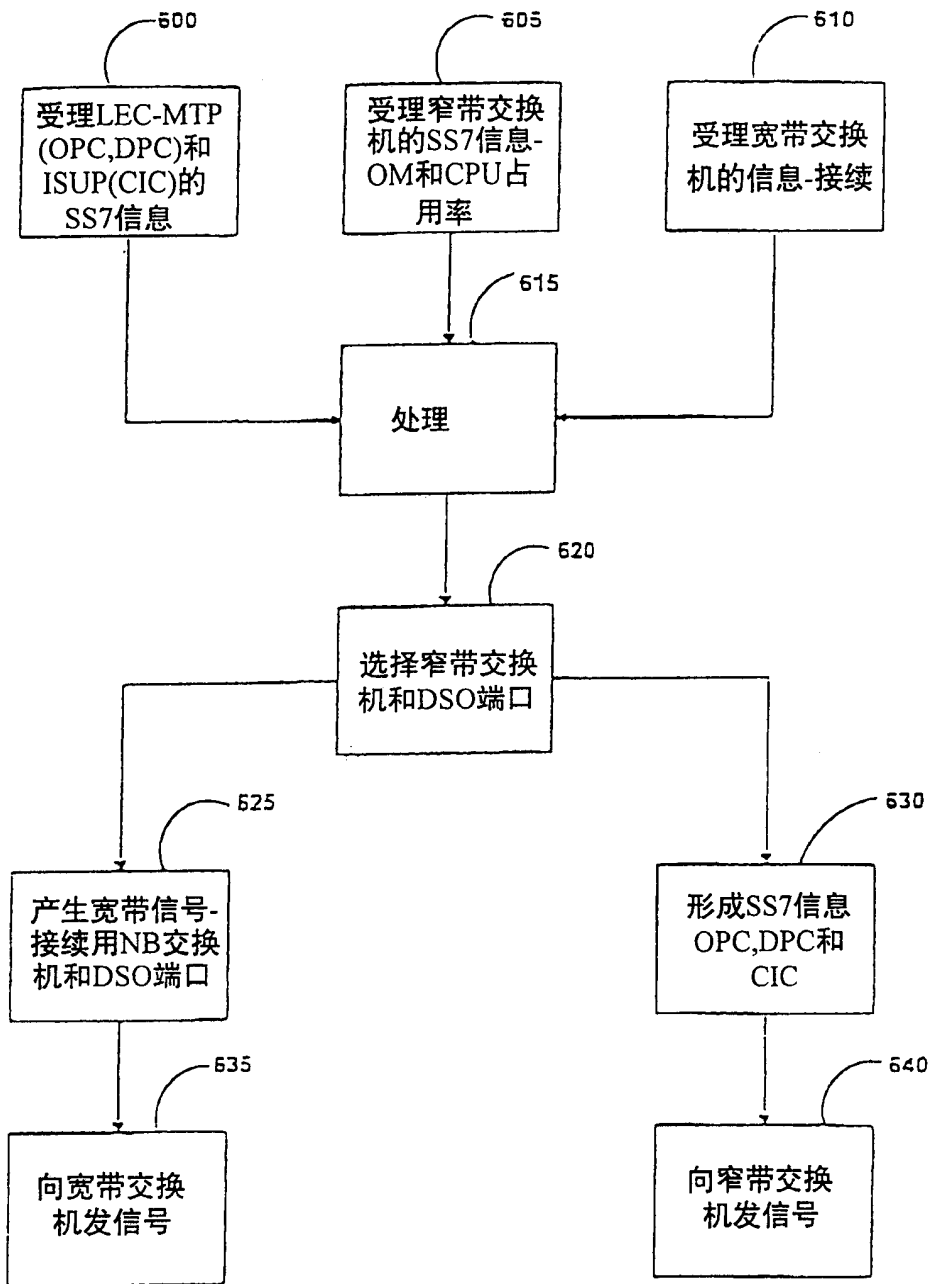 600
605
610
受理LEC-MTP
(OPC,DPC)和
ISUP(CIC)的
SS7信息
受理窄带交换
机的SS7信息-
OM和CPU占
用率
受理宽带交换
机的信息-接续
615
处理
620
选择窄带交换
机和DSO端口
625
630
产生宽带信号-
接续用NB交换
机和DSO端口
形成SS7信息
OPC,DPC和
CIC
635
640
向宽带交换
机发信号
向窄带交换
机发信号